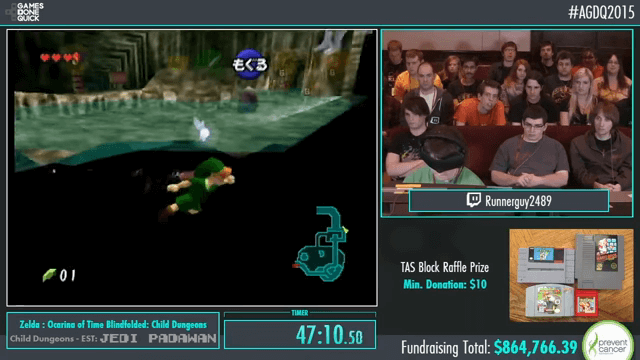 GAMES
DONE
QUICK
#AGDQ2015
もぐる
01
Runnerguy2489
TAS Block Raffle Prize
Min. Donation: $10
TIMER
Zelda : Ocarina of Time Blindfolded: Child Dungeons
Child Dungeons - EST: JEDI PADAWAN
47:10.50
Fundraising Total: $864,766.39
prevent
cancer